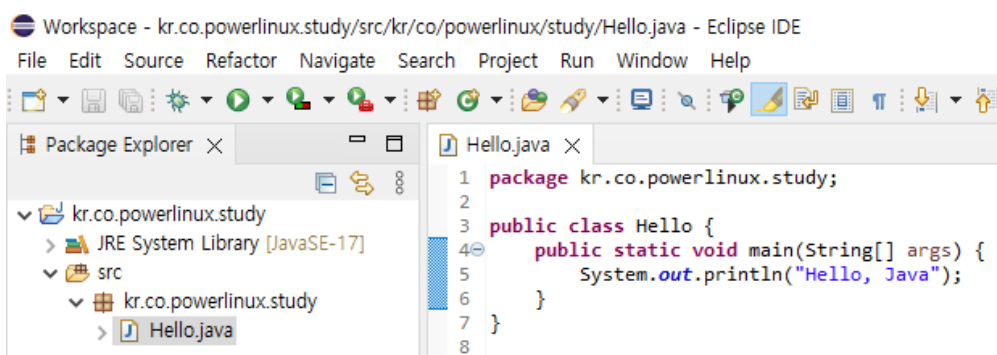 Workspace - kr.co.powerlinux.study/src/kr/co/powerlinux/study/Hello.java - Eclipse IDE
File Edit Source Refactor Navigate Search Project Run Window Help
Package Explorer
kr.co.powerlinux.study
JRE System Library [JavaSE-17]
src
kr.co.powerlinux.study
Hello.java
Hello.java
1 package kr.co.powerlinux.study;
2
3 public class Hello {
4 public static void main(String[] args) {
5 System.out.println("Hello, Java");
6 }
7 }
8